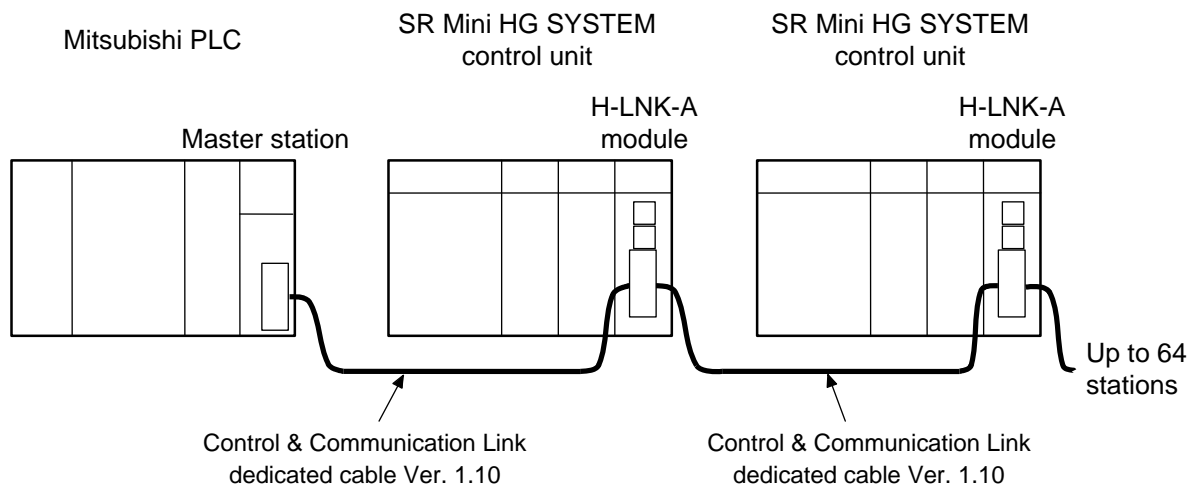 Mitsubishi PLC
SR Mini HG SYSTEM
control unit
SR Mini HG SYSTEM
control unit
Master station
H-LNK-A
module
H-LNK-A
module
Up to 64
stations
Control & Communication Link
dedicated cable Ver. 1.10
Control & Communication Link
dedicated cable Ver. 1.10